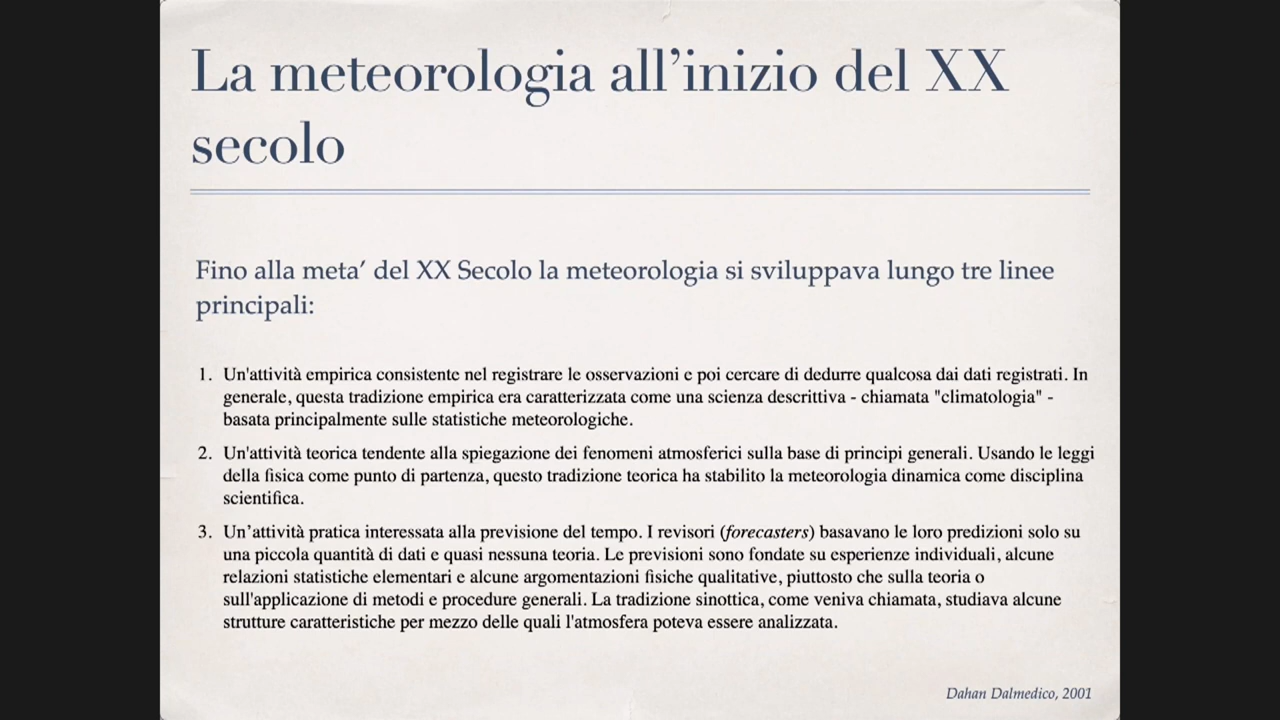 La meteorologia all’inizio del XX
secolo
Fino alla meta’ del XX Secolo la meteorologia si sviluppava lungo tre linee
principali:
1. Un'attività empirica consistente nel registrare le osservazioni e poi cercare di dedurre qualcosa dai dati registrati. In
generale, questa tradizione empirica era caratterizzata come una scienza descrittiva - chiamata "climatologia" -
basata principalmente sulle statistiche meteorologiche.
2. Un'attività teorica tendente alla spiegazione dei fenomeni atmosferici sulla base di principi generali. Usando le leggi
della fisica come punto di partenza, questo tradizione teorica ha stabilito la meteorologia dinamica come disciplina
scientifica.
3. Un’attività pratica interessata alla previsione del tempo. I revisori (forecasters) basavano le loro predizioni solo su
una piccola quantità di dati e quasi nessuna teoria. Le previsioni sono fondate su esperienze individuali, alcune
relazioni statistiche elementari e alcune argomentazioni fisiche qualitative, piuttosto che sulla teoria o
sull'applicazione di metodi e procedure generali. La tradizione sinottica, come veniva chiamata, studiava alcune
strutture caratteristiche per mezzo delle quali l'atmosfera poteva essere analizzata.
Dahan Dalmedico, 2001